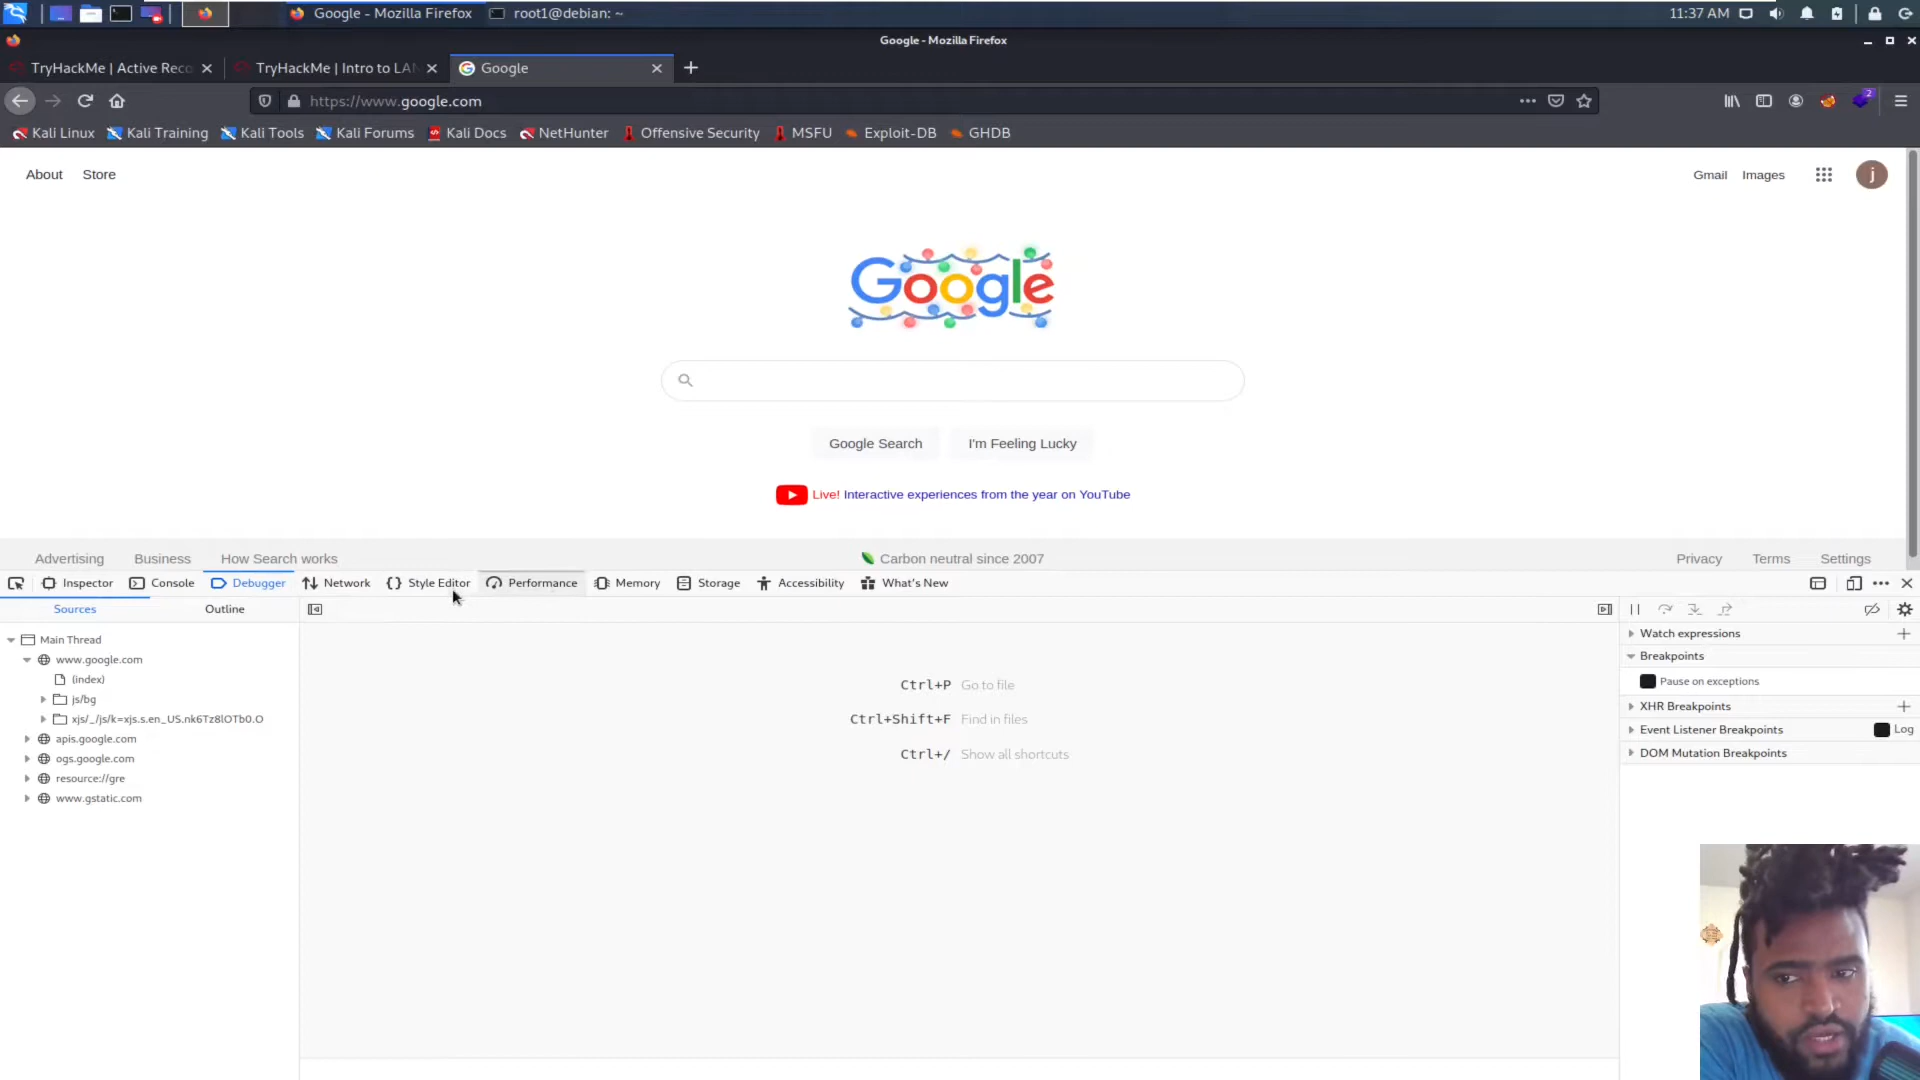 Google - Mozilla Firefox root1@debian: ~ 11:37 AM
Google - Mozilla Firefox
TryHackMe | Active Reco TryHackMe | Intro to LAN Google
https://www.google.com 2
Kali Linux Kali Training Kali Tools Kali Forums Kali Docs NetHunter Offensive Security MSFU Exploit-DB GHDB
About Store Gmail Images j
Google
Google Search I'm Feeling Lucky
Live! Interactive experiences from the year on YouTube
Advertising Business How Search works Carbon neutral since 2007 Privacy Terms Settings
Inspector Console Debugger Network Style Editor Performance Memory Storage Accessibility What's New
Sources Outline
Main Thread
www.google.com
(index)
js/bg
xjs/_/js/k=xjs.s.en_US.nk6Tz8lOTb0.O
apis.google.com
ogs.google.com
resource://gre
www.gstatic.com
Ctrl+P Go to file
Ctrl+Shift+F Find in files
Ctrl+/ Show all shortcuts
Watch expressions
Breakpoints
Pause on exceptions
XHR Breakpoints
Event Listener Breakpoints Log
DOM Mutation Breakpoints